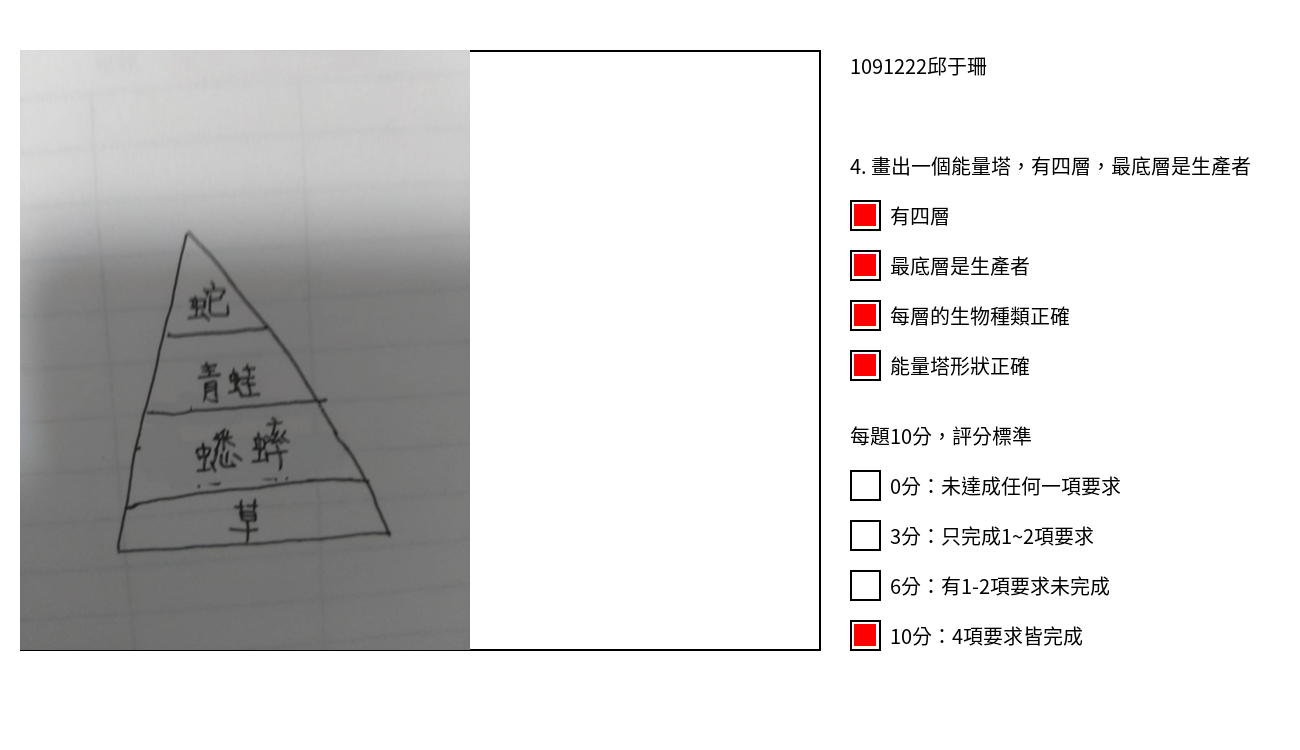 蛇
青蛙
蟋蟀
草
1091222邱于珊
4. 畫出一個能量塔，有四層，最底層是生產者
有四層
最底層是生產者
每層的生物種類正確
能量塔形狀正確
每題10分，評分標準
0分：未達成任何一項要求
3分：只完成1~2項要求
6分：有1-2項要求未完成
10分：4項要求皆完成